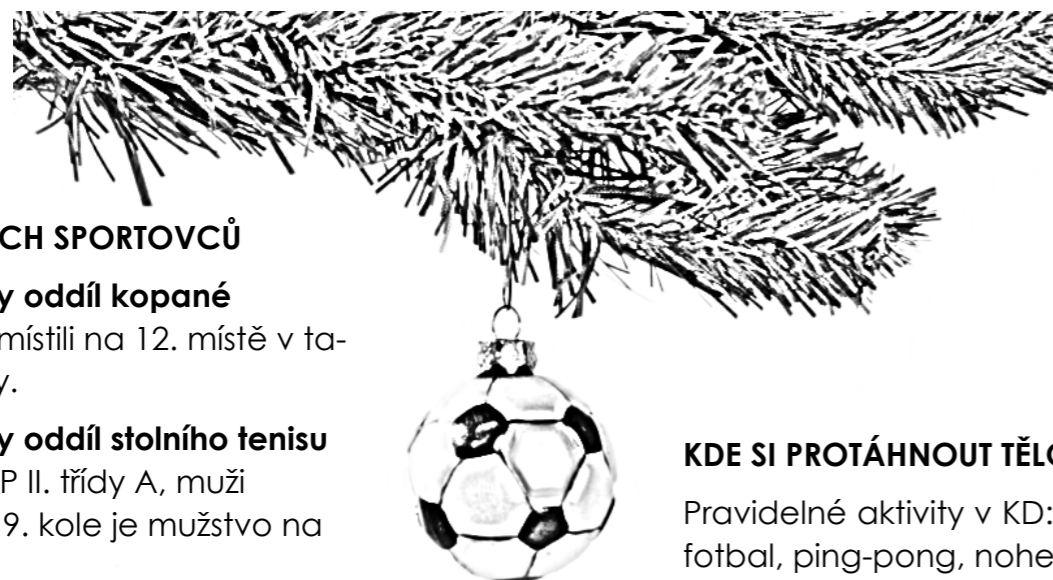 CH SPORTOVCŮ
y oddíl kopané
místili na 12. místě v ta-
y.
y oddíl stolního tenisu
P II. třídy A, muži
9. kole je mužstvo na
KDE SI PROTÁHNOUT TĚLO
Pravidelné aktivity v KD:
fotbal, ping-pong, nohe